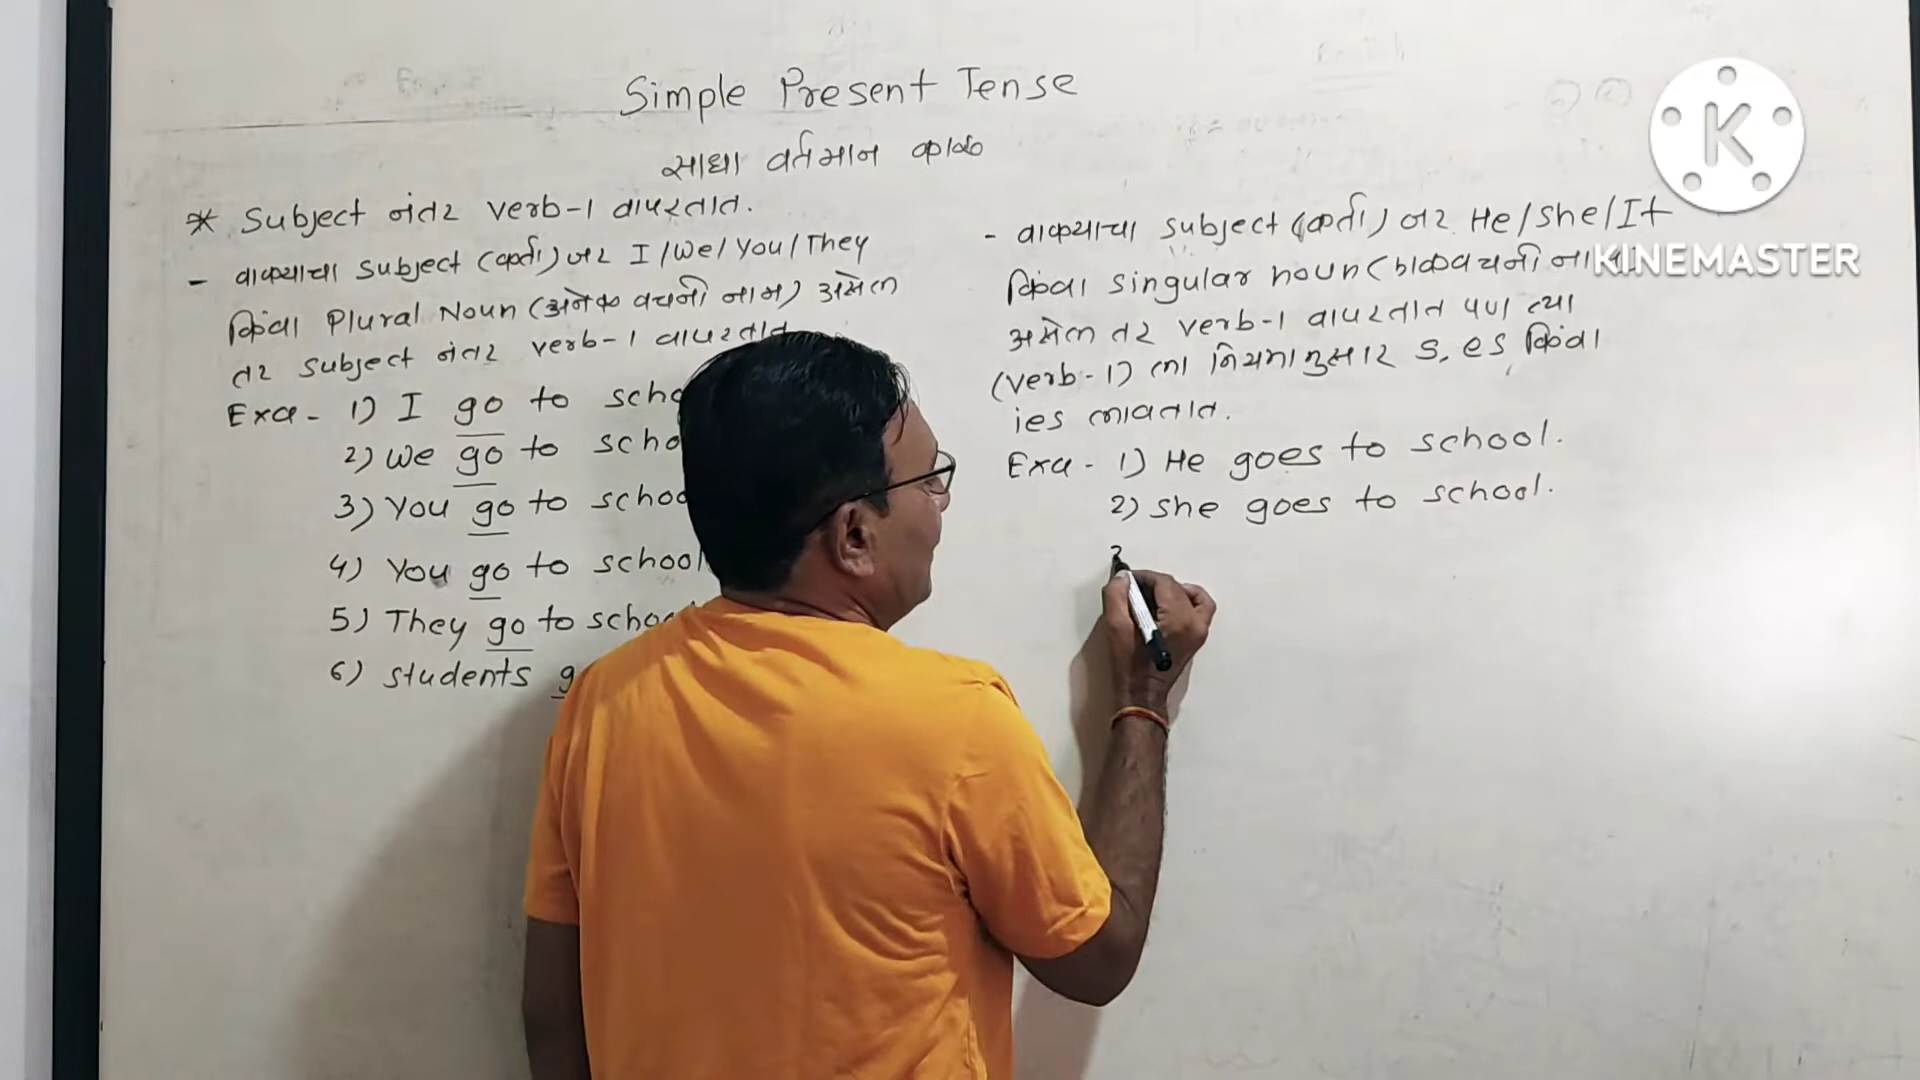 Simple Present Tense
साधा वर्तमान काळ
* Subject नंतर verb-1 वापरतात.
- वाक्याचा subject (कर्ता) जर I/We/You/They
किंवा Plural Noun (अनेक वचनी नाम) असेल
तर subject नंतर verb-1 वापरतात
Exa - 1) I go to scho
2) We go to scho
3) You go to schoo
4) You go to school
5) They go to schoo
6) students g
- वाक्याचा subject (कर्ता) जर He/She/It
किंवा singular noun (एकवचनी
असेल तर verb-1 वापरतात पण त्या
(verb-1) ला नियमानुसार s, es किंवा
ies लावतात.
Exa - 1) He goes to school.
2) She goes to school.
K
KINEMASTER